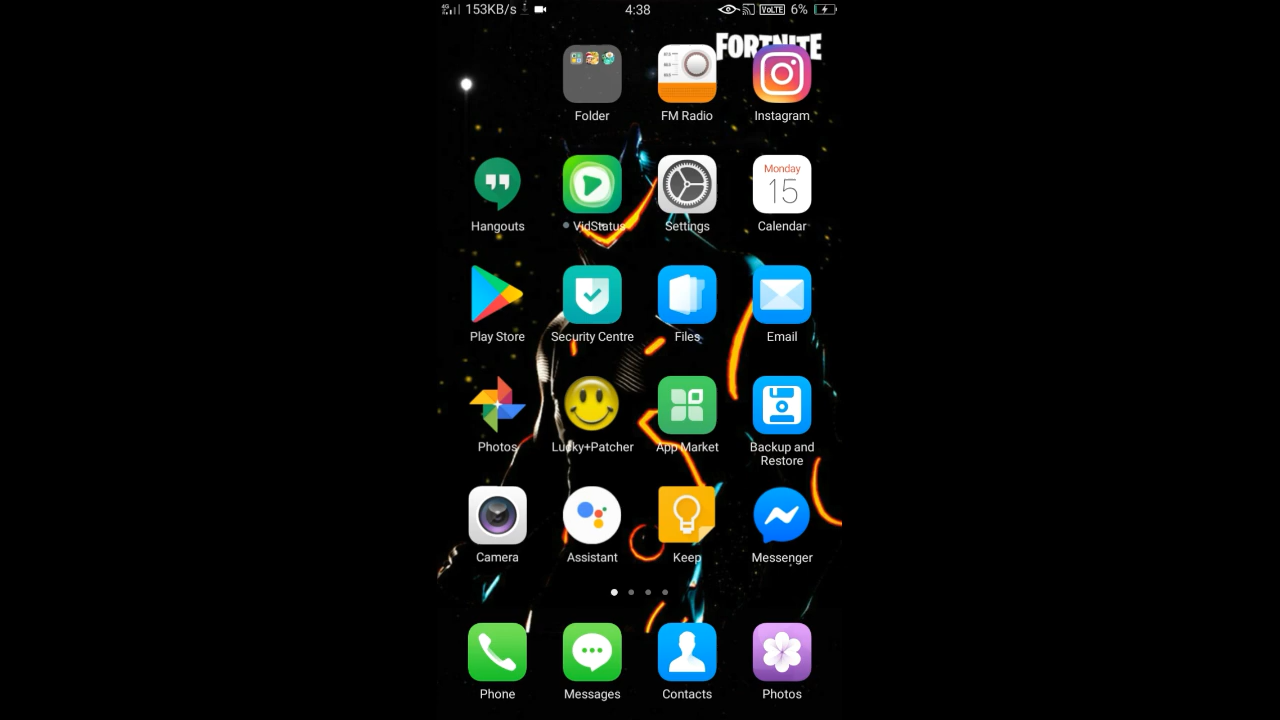 4G 153KB/s 4:38 VoLTE 6%
FORTNITE
Folder FM Radio Instagram
Monday
15
Hangouts VidStatus Settings Calendar
Play Store Security Centre Files Email
Photos Lucky+Patcher App Market Backup and
Restore
Camera Assistant Keep Messenger
Phone Messages Contacts Photos